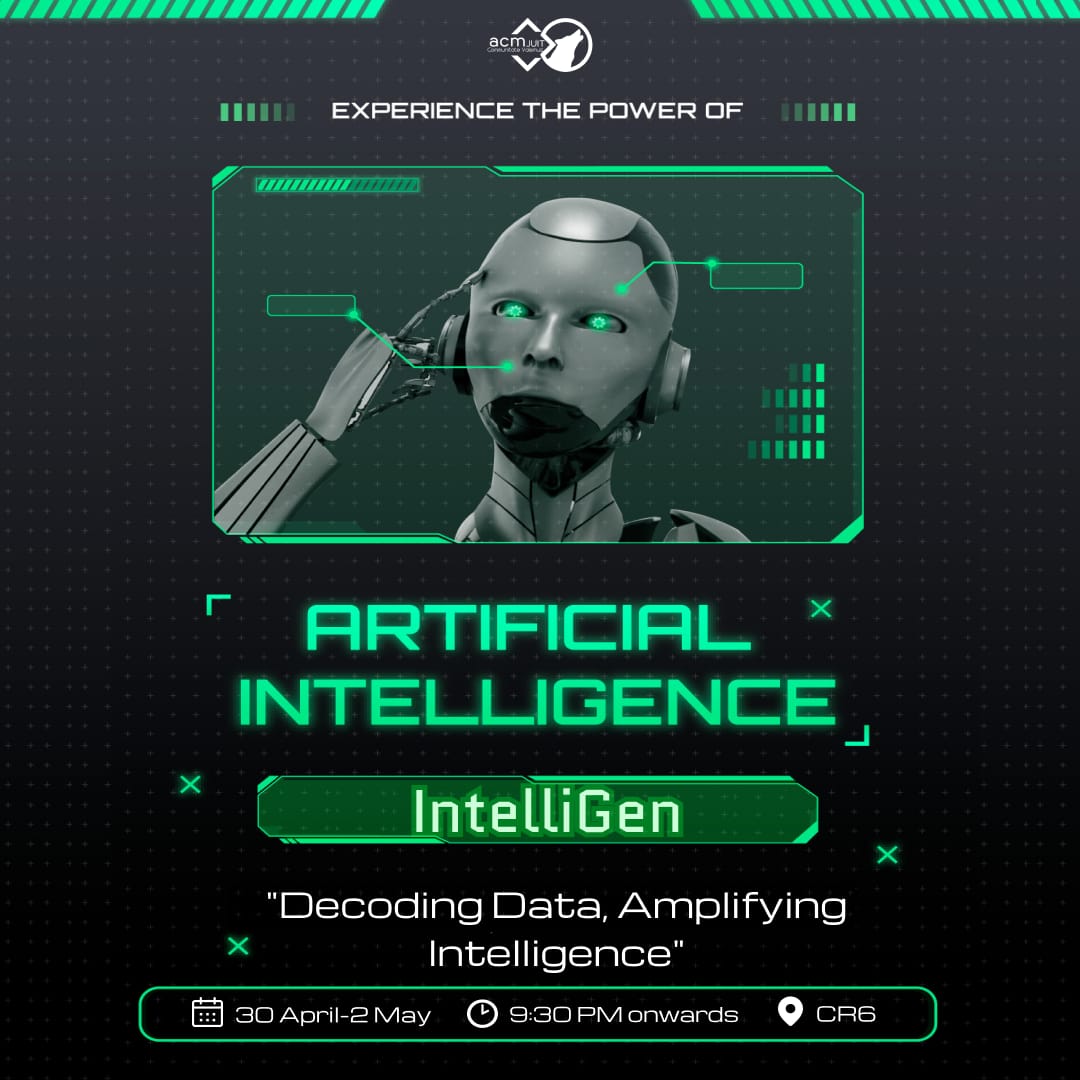 acm JUIT
EXPERIENCE THE POWER OF
ARTIFICIAL
INTELLIGENCE
IntelliGen
"Decoding Data, Amplifying
Intelligence"
30 April-2 May 9:30 PM onwards CR6